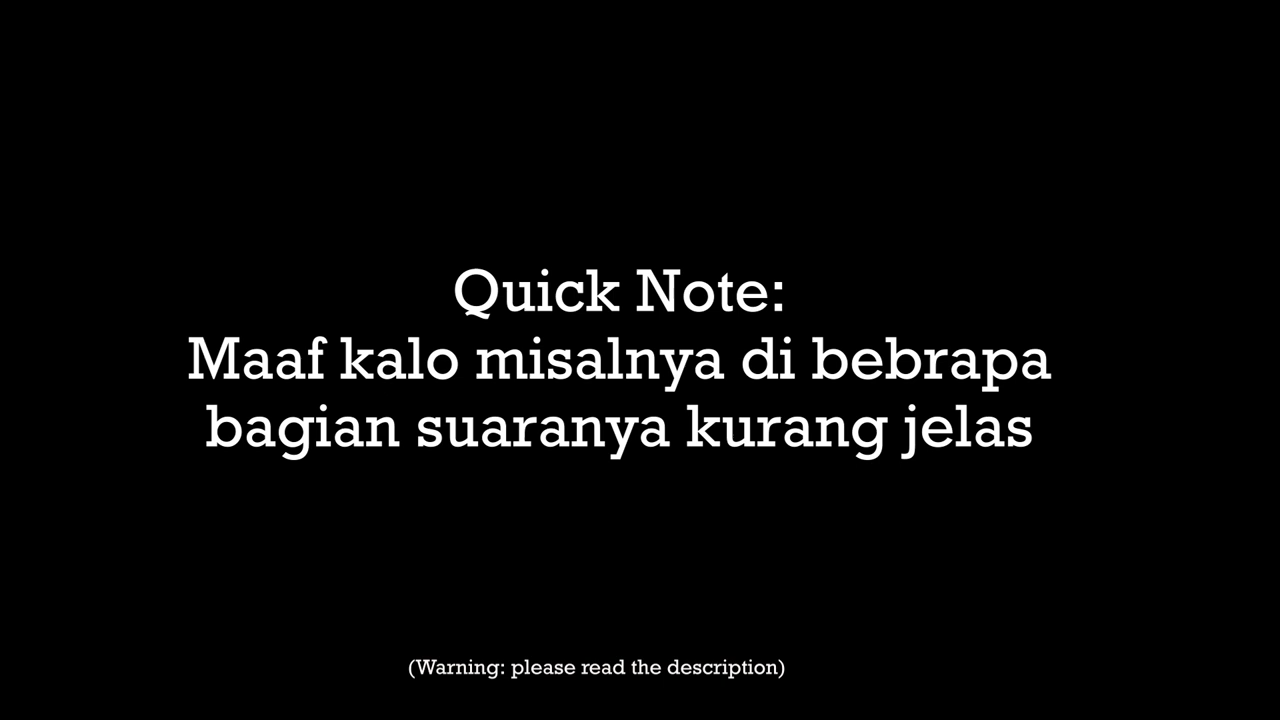 Quick Note:
Maaf kalo misalnya di bebrapa
bagian suaranya kurang jelas
(Warning: please read the description)